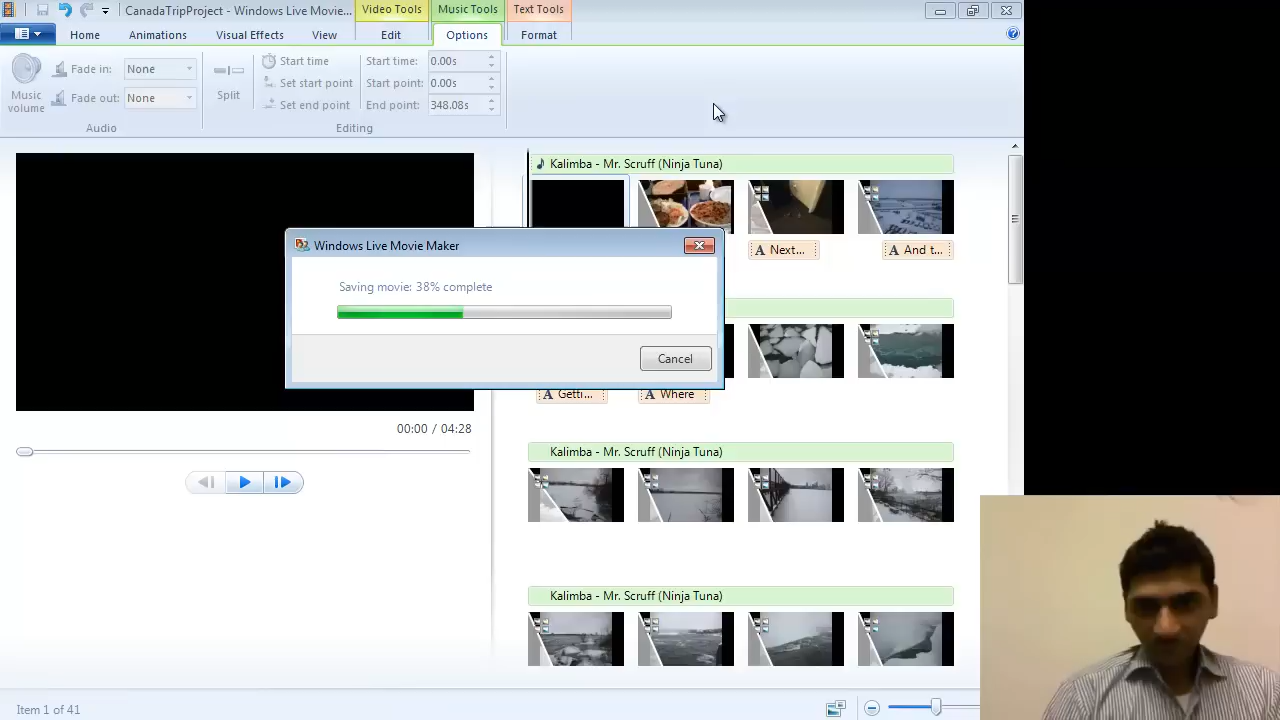 CanadaTripProject - Windows Live Movie...
Video Tools
Music Tools
Text Tools
Home
Animations
Visual Effects
View
Edit
Options
Format
Music volume
Fade in:
None
Fade out:
None
Audio
Split
Start time
Set start point
Set end point
Start time:
0.00s
Start point:
0.00s
End point:
348.08s
Editing
Kalimba - Mr. Scruff (Ninja Tuna)
A Next...
A And t...
Windows Live Movie Maker
Saving movie: 38% complete
Cancel
A Getti...
A Where
00:00 / 04:28
Kalimba - Mr. Scruff (Ninja Tuna)
Kalimba - Mr. Scruff (Ninja Tuna)
Item 1 of 41